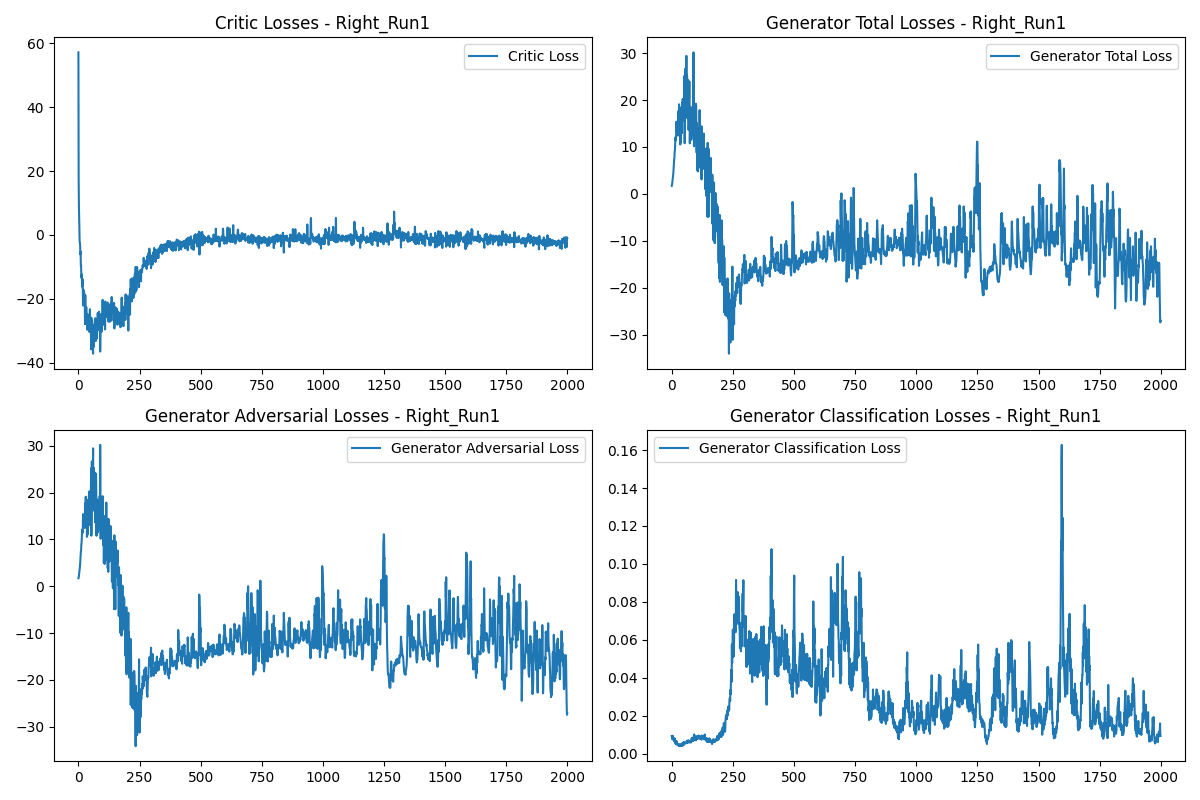 Critic Losses - Right_Run1
Critic Loss
60
40
20
0
−20
−40
0 250 500 750 1000 1250 1500 1750 2000
Generator Total Losses - Right_Run1
Generator Total Loss
30
20
10
0
−10
−20
−30
0 250 500 750 1000 1250 1500 1750 2000
Generator Adversarial Losses - Right_Run1
Generator Adversarial Loss
30
20
10
0
−10
−20
−30
0 250 500 750 1000 1250 1500 1750 2000
Generator Classification Losses - Right_Run1
Generator Classification Loss
0.16
0.14
0.12
0.10
0.08
0.06
0.04
0.02
0.00
0 250 500 750 1000 1250 1500 1750 2000